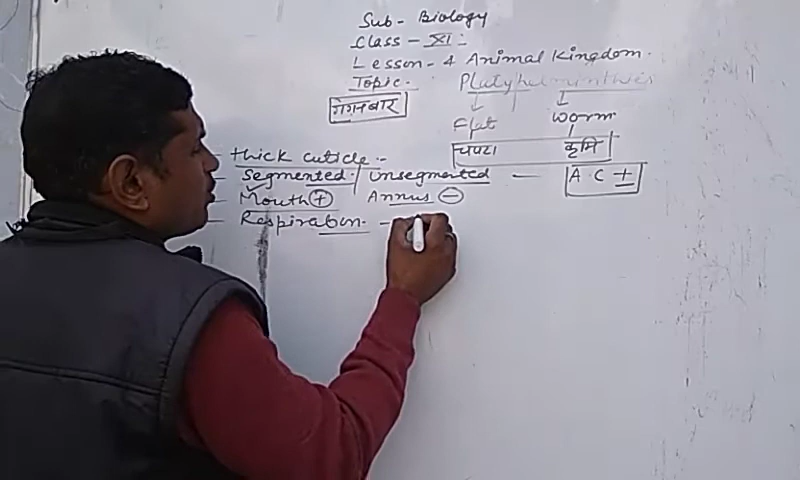 Sub- Biology
Class - XI :
Lesson - 4 Animal Kingdom.
Topic. Platyhelminthes
Flat worm
चपटा कृमि
- thick cuticle :-
- Segmented / Unsegmented - A C ±
- Mouth + Annus -
- Respiration. -